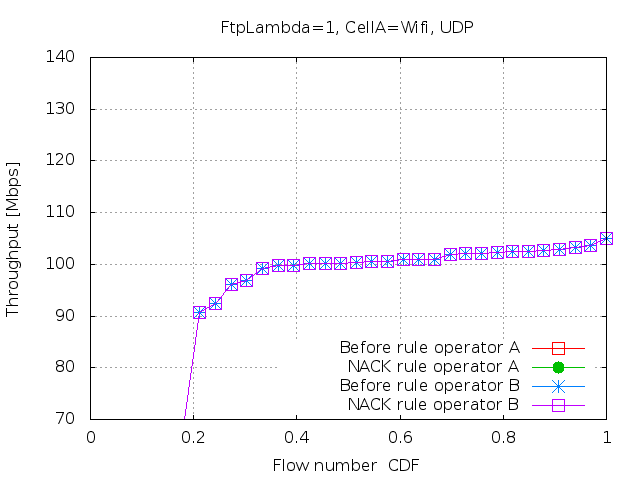 FtpLambda=1, CellA=Wifi, UDP
140
130
120
110
100
90
80
70
Throughput [Mbps]
Before rule operator A
NACK rule operator A
Before rule operator B
NACK rule operator B
0 0.2 0.4 0.6 0.8 1
Flow number  CDF